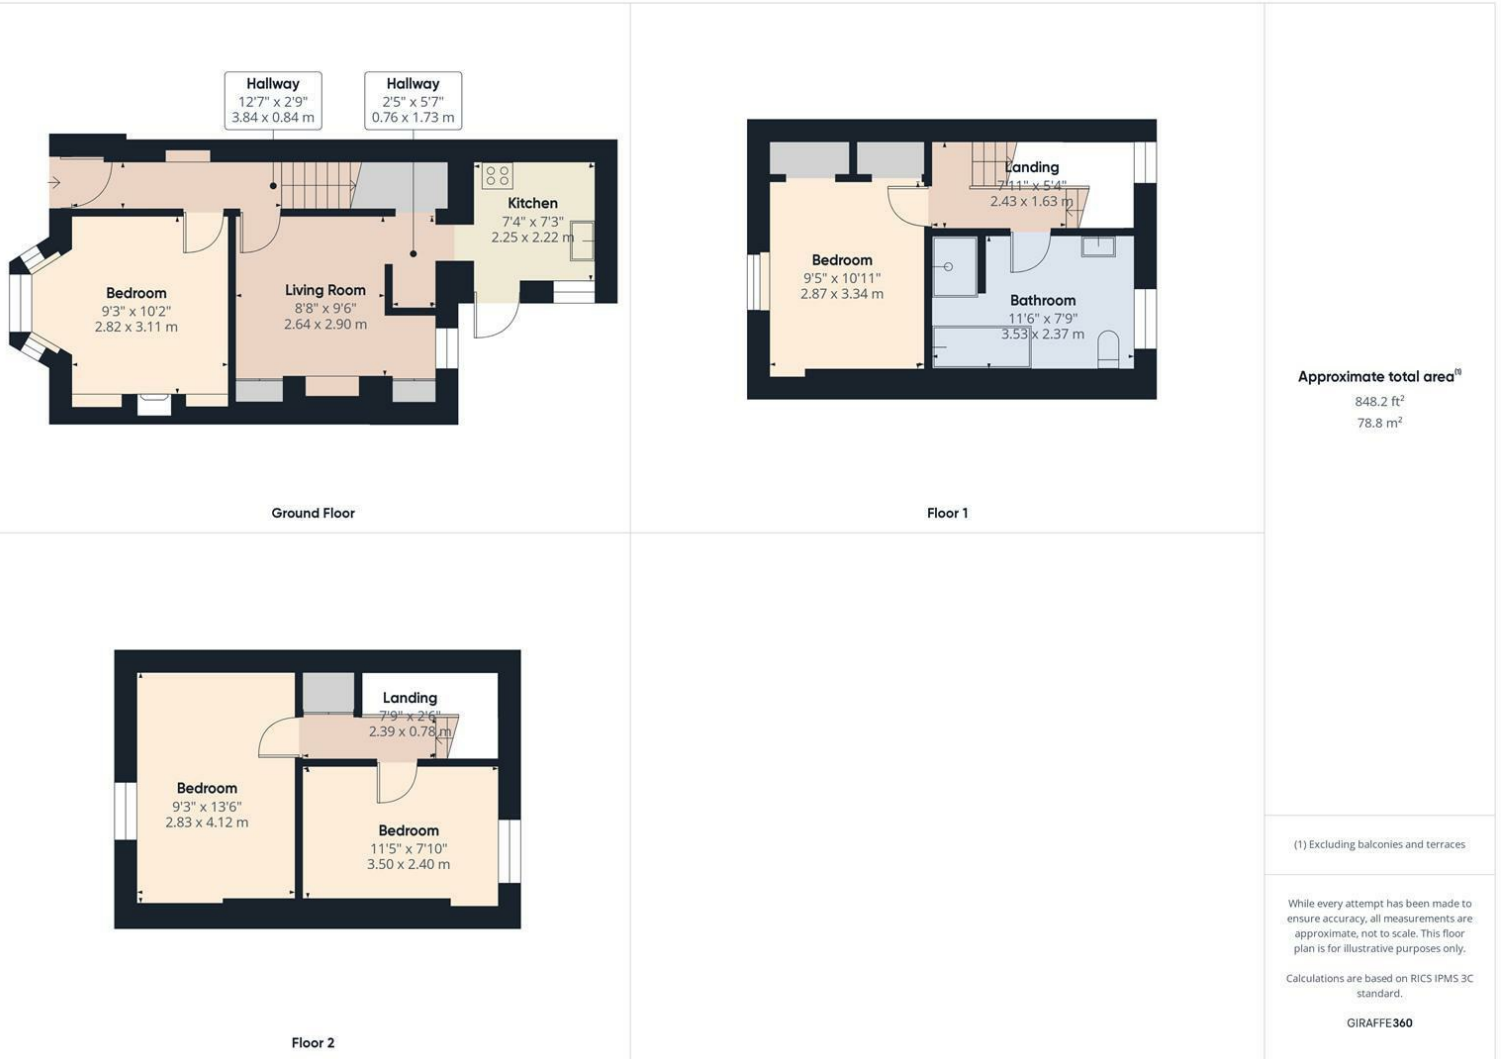 Hallway
12'7" x 2'9"
3.84 x 0.84 m
Hallway
2'5" x 5'7"
0.76 x 1.73 m
Kitchen
7'4" x 7'3"
2.25 x 2.22 m
Bedroom
9'3" x 10'2"
2.82 x 3.11 m
Living Room
8'8" x 9'6"
2.64 x 2.90 m
Ground Floor
Landing
7'11" x 5'4"
2.43 x 1.63 m
Bedroom
9'5" x 10'11"
2.87 x 3.34 m
Bathroom
11'6" x 7'9"
3.53 x 2.37 m
Floor 1
Landing
7'9" x 2'6"
2.39 x 0.78 m
Bedroom
9'3" x 13'6"
2.83 x 4.12 m
Bedroom
11'5" x 7'10"
3.50 x 2.40 m
Floor 2
Approximate total area(1)
848.2 ft²
78.8 m²
(1) Excluding balconies and terraces
While every attempt has been made to
ensure accuracy, all measurements are
approximate, not to scale. This floor
plan is for illustrative purposes only.
Calculations are based on RICS IPMS 3C
standard.
GIRAFFE360